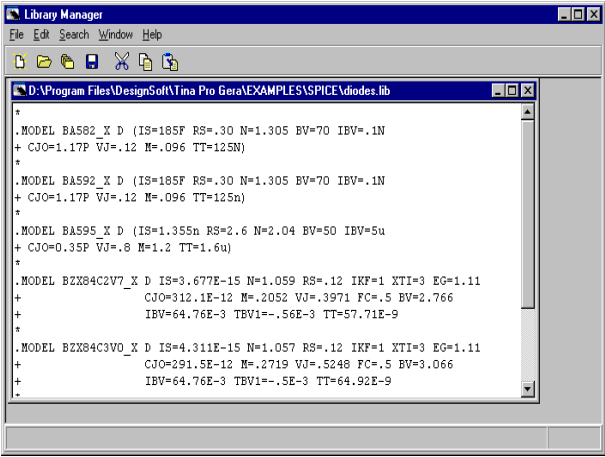 Library Manager
File Edit Search Window Help
D:\Program Files\DesignSoft\Tina Pro Gera\EXAMPLES\SPICE\diodes.lib
*
.MODEL BA582_X D (IS=185F RS=.30 N=1.305 BV=70 IBV=.1N
+ CJO=1.17P VJ=.12 M=.096 TT=125N)
*
.MODEL BA592_X D (IS=185F RS=.30 N=1.305 BV=70 IBV=.1N
+ CJO=1.17P VJ=.12 M=.096 TT=125n)
*
.MODEL BA595_X D (IS=1.355n RS=2.6 N=2.04 BV=50 IBV=5u
+ CJO=0.35P VJ=.8 M=1.2 TT=1.6u)
*
.MODEL BZX84C2V7_X D IS=3.677E-15 N=1.059 RS=.12 IKF=1 XTI=3 EG=1.11
+ CJO=312.1E-12 M=.2052 VJ=.3971 FC=.5 BV=2.766
+ IBV=64.76E-3 TBV1=-.56E-3 TT=57.71E-9
*
.MODEL BZX84C3V0_X D IS=4.311E-15 N=1.057 RS=.12 IKF=1 XTI=3 EG=1.11
+ CJO=291.5E-12 M=.2719 VJ=.5248 FC=.5 BV=3.066
+ IBV=64.76E-3 TBV1=-.5E-3 TT=64.92E-9
*